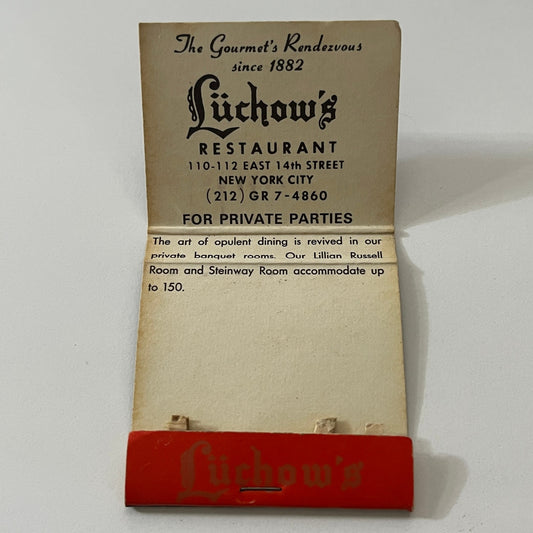 The Gourmet's Rendezvous
since 1882
Lüchow's
RESTAURANT
110-112 EAST 14th STREET
NEW YORK CITY
(212) GR 7-4860
FOR PRIVATE PARTIES
The art of opulent dining is revived in our
private banquet rooms. Our Lillian Russell
Room and Steinway Room accommodate up
to 150.
Lüchow's